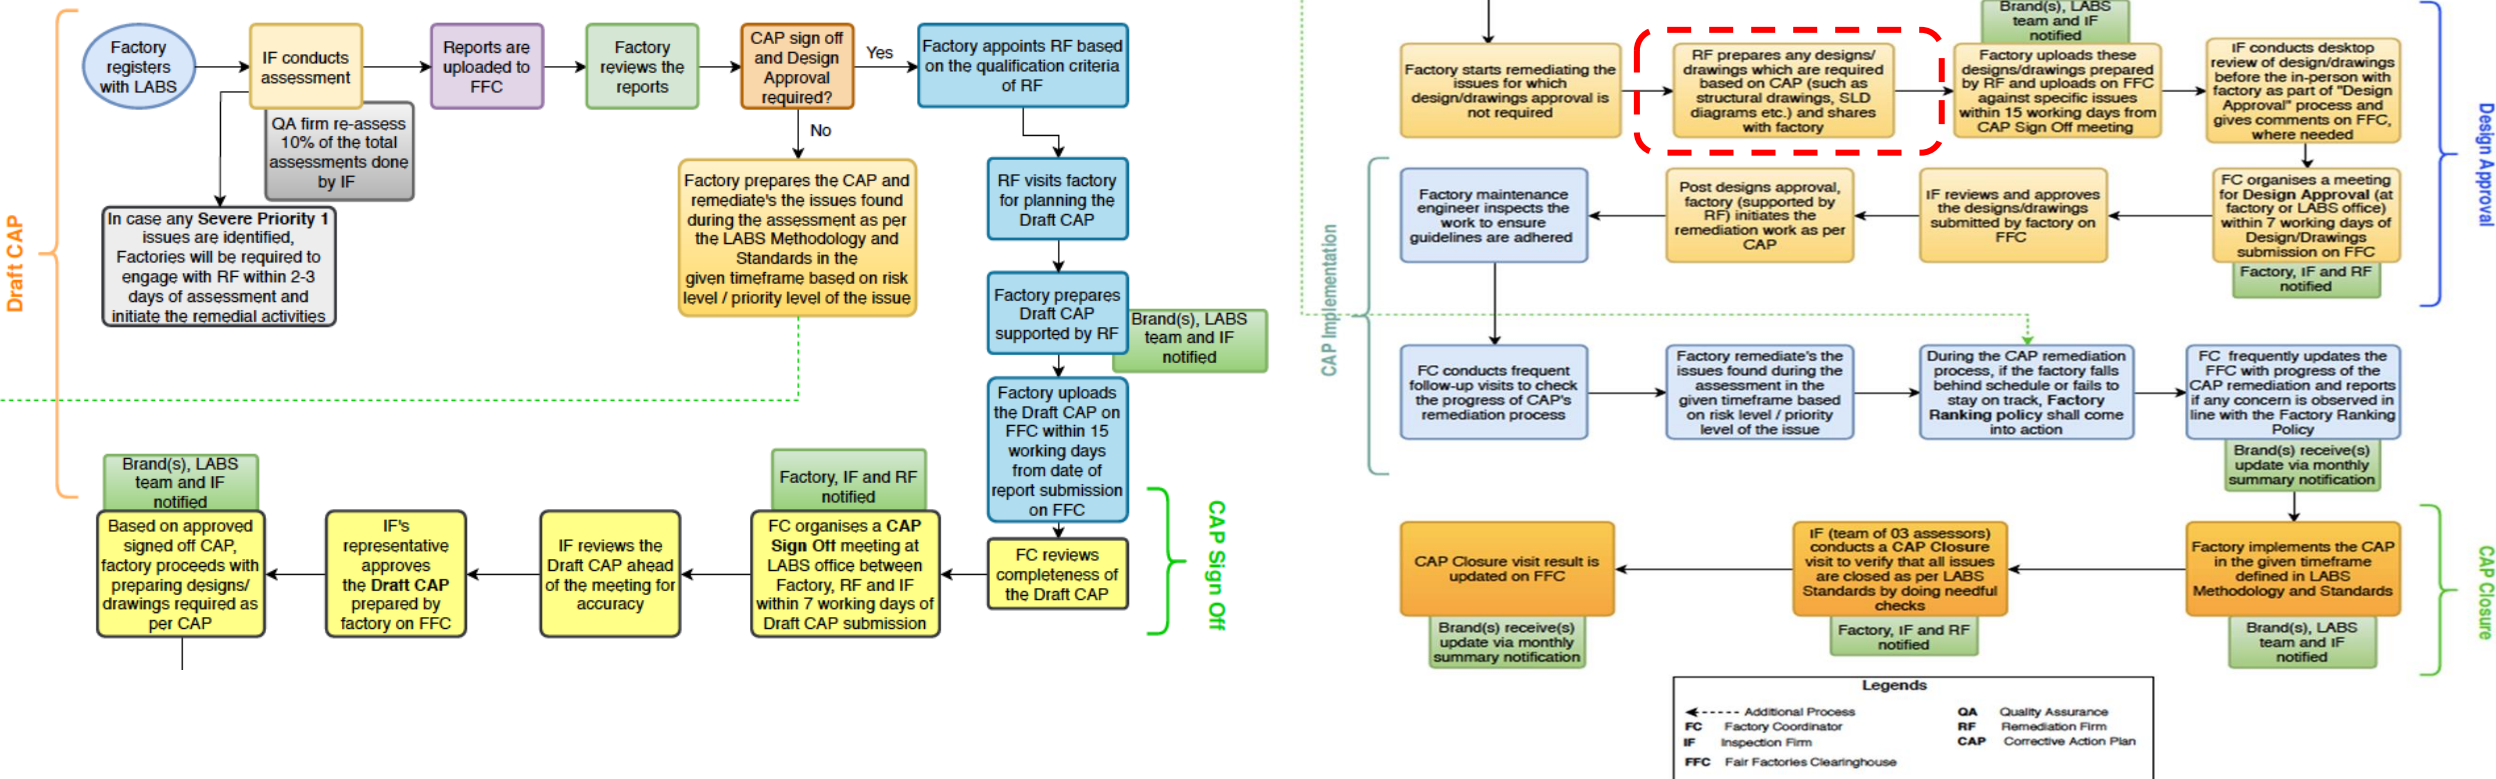 Draft CAP
Factory
registers
with LABS
IF conducts
assessment
QA firm re-assess
10% of the total
assessments done
by IF
In case any Severe Priority 1
issues are identified,
Factories will be required to
engage with RF within 2-3
days of assessment and
initiate the remedial activities
Reports are
uploaded to
FFC
Factory
reviews the
reports
CAP sign off
and Design
Approval
required?
Yes
No
Factory prepares the CAP and
remediate's the issues found
during the assessment as per
the LABS Methodology and
Standards in the
given timeframe based on risk
level / priority level of the issue
Factory appoints RF based
on the qualification criteria
of RF
RF visits factory
for planning the
Draft CAP
Factory prepares
Draft CAP
supported by RF
Brand(s), LABS
team and IF
notified
Factory uploads
the Draft CAP on
FFC within 15
working days
from date of
report submission
on FFC
CAP Sign Off
FC reviews
completeness of
the Draft CAP
Factory, IF and RF
notified
FC organises a CAP
Sign Off meeting at
LABS office between
Factory, RF and IF
within 7 working days of
Draft CAP submission
IF reviews the
Draft CAP ahead
of the meeting for
accuracy
IF's
representative
approves
the Draft CAP
prepared by
factory on FFC
Brand(s), LABS
team and IF
notified
Based on approved
signed off CAP,
factory proceeds with
preparing designs/
drawings required as
per CAP
Design Approval
Factory starts remediating the
issues for which
design/drawings approval is
not required
RF prepares any designs/
drawings which are required
based on CAP (such as
structural drawings, SLD
diagrams etc.) and shares
with factory
Brand(s), LABS
team and IF
notified
Factory uploads these
designs/drawings prepared
by RF and uploads on FFC
against specific issues
within 15 working days from
CAP Sign Off meeting
IF conducts desktop
review of design/drawings
before the in-person with
factory as part of "Design
Approval" process and
gives comments on FFC,
where needed
FC organises a meeting
for Design Approval (at
factory or LABS office)
within 7 working days of
Design/Drawings
submission on FFC
Factory, IF and RF
notified
IF reviews and approves
the designs/drawings
submitted by factory on
FFC
Post designs approval,
factory (supported by
RF) initiates the
remediation work as per
CAP
CAP Implementation
Factory maintenance
engineer inspects the
work to ensure
guidelines are adhered
FC conducts frequent
follow-up visits to check
the progress of CAP's
remediation process
Factory remediate's the
issues found during the
assessment in the
given timeframe based
on risk level / priority
level of the issue
During the CAP remediation
process, if the factory falls
behind schedule or fails to
stay on track, Factory
Ranking policy shall come
into action
FC frequently updates the
FFC with progress of the
CAP remediation and reports
if any concern is observed in
line with the Factory Ranking
Policy
Brand(s) receive(s)
update via monthly
summary notification
CAP Closure
Factory implements the CAP
in the given timeframe
defined in LABS
Methodology and Standards
Brand(s), LABS
team and IF
notified
IF (team of 03 assessors)
conducts a CAP Closure
visit to verify that all issues
are closed as per LABS
Standards by doing needful
checks
Factory, IF and RF
notified
CAP Closure visit result is
updated on FFC
Brand(s) receive(s)
update via monthly
summary notification
Legends
Additional Process
FC Factory Coordinator
IF Inspection Firm
FFC Fair Factories Clearinghouse
QA Quality Assurance
RF Remediation Firm
CAP Corrective Action Plan